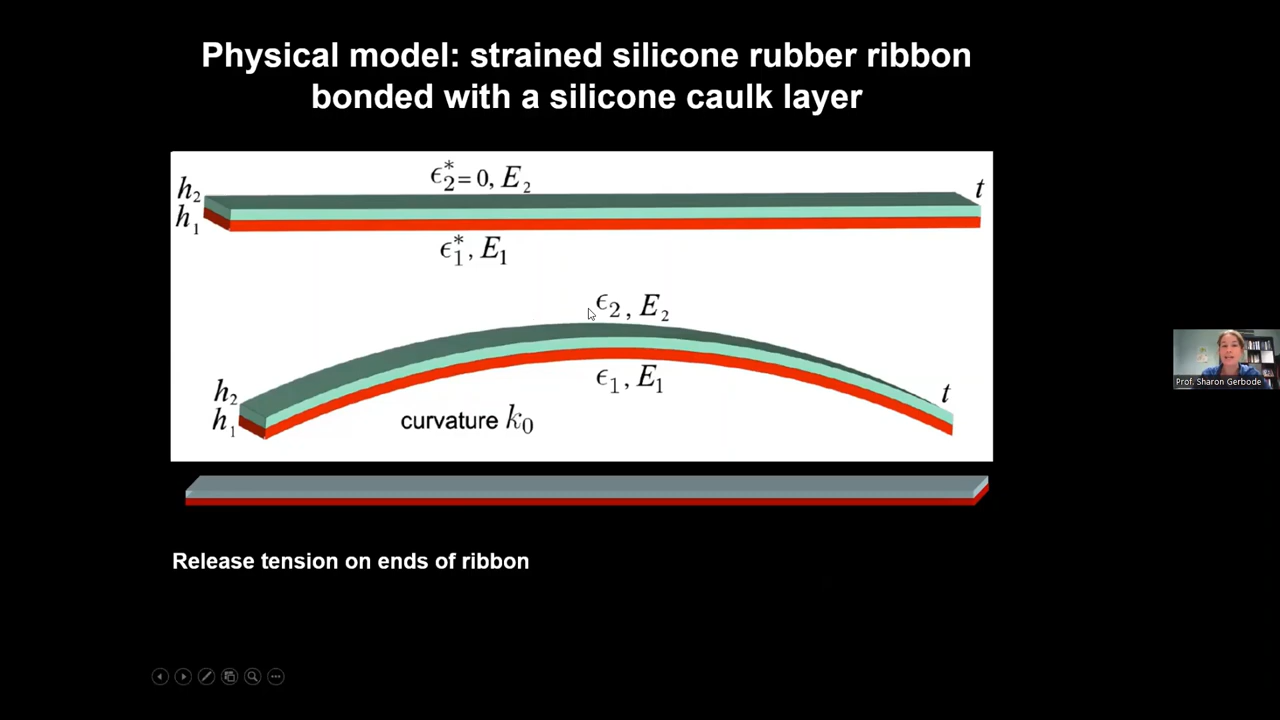 Physical model: strained silicone rubber ribbon
bonded with a silicone caulk layer
ϵ₂* = 0, E₂
h₂
t
h₁
ϵ₁*, E₁
ϵ₂, E₂
ϵ₁, E₁
h₂
t
h₁
curvature k₀
Release tension on ends of ribbon
Prof. Sharon Gerbode